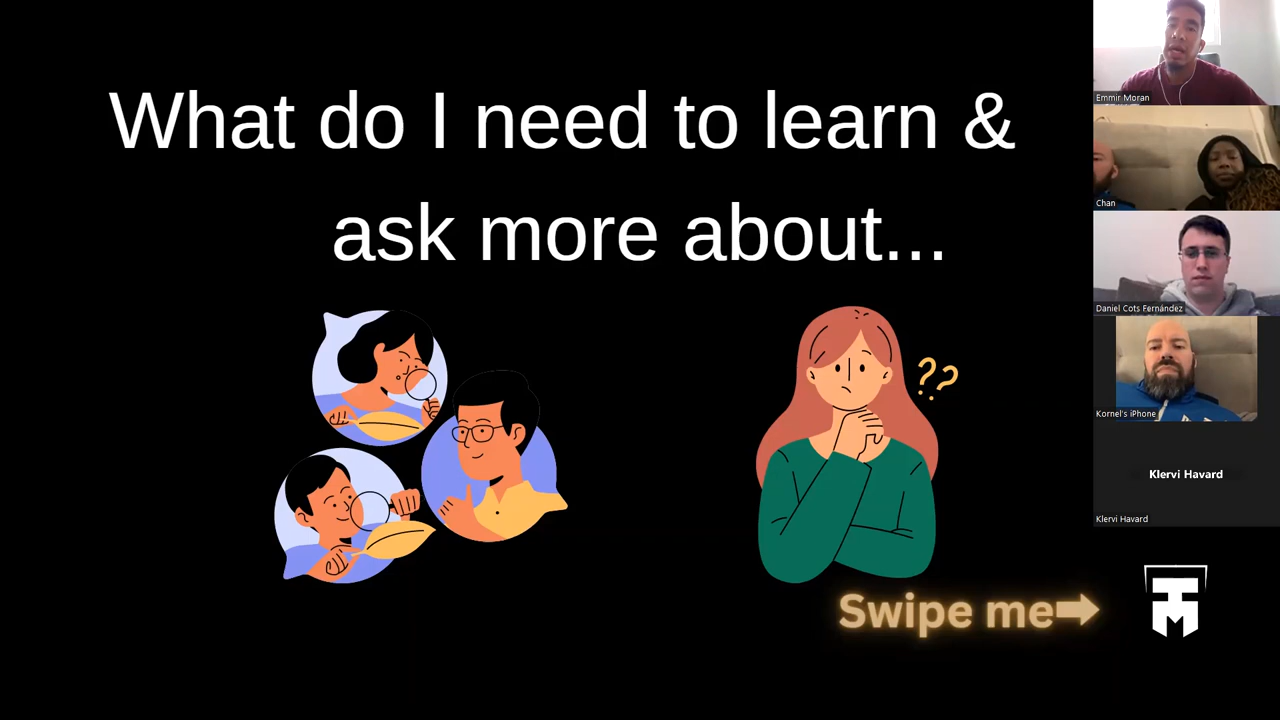 What do I need to learn &
ask more about...
??
Swipe me
Emmir Moran
Chan
Daniel Cots Fernández
Kornel's iPhone
Klervi Havard
Klervi Havard
TM